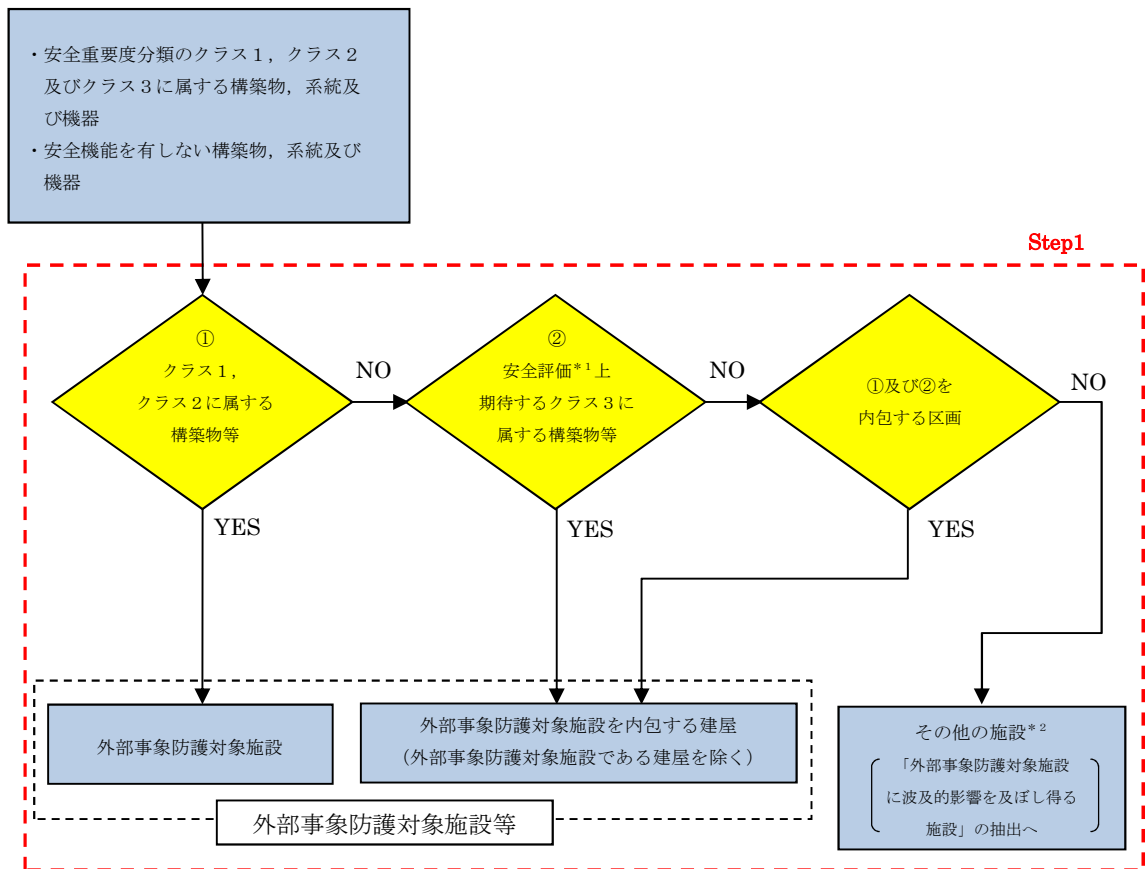 ・安全重要度分類のクラス１，クラス２
及びクラス３に属する構築物，系統及
び機器
・安全機能を有しない構築物，系統及び
機器
Step1
①
クラス１，
クラス２に属する
構築物等
NO
YES
②
安全評価＊１上
期待するクラス３に
属する構築物等
NO
YES
①及び②を
内包する区画
NO
YES
外部事象防護対象施設
外部事象防護対象施設を内包する建屋
（外部事象防護対象施設である建屋を除く）
外部事象防護対象施設等
その他の施設＊２
「外部事象防護対象施設
に波及的影響を及ぼし得る
施設」の抽出へ